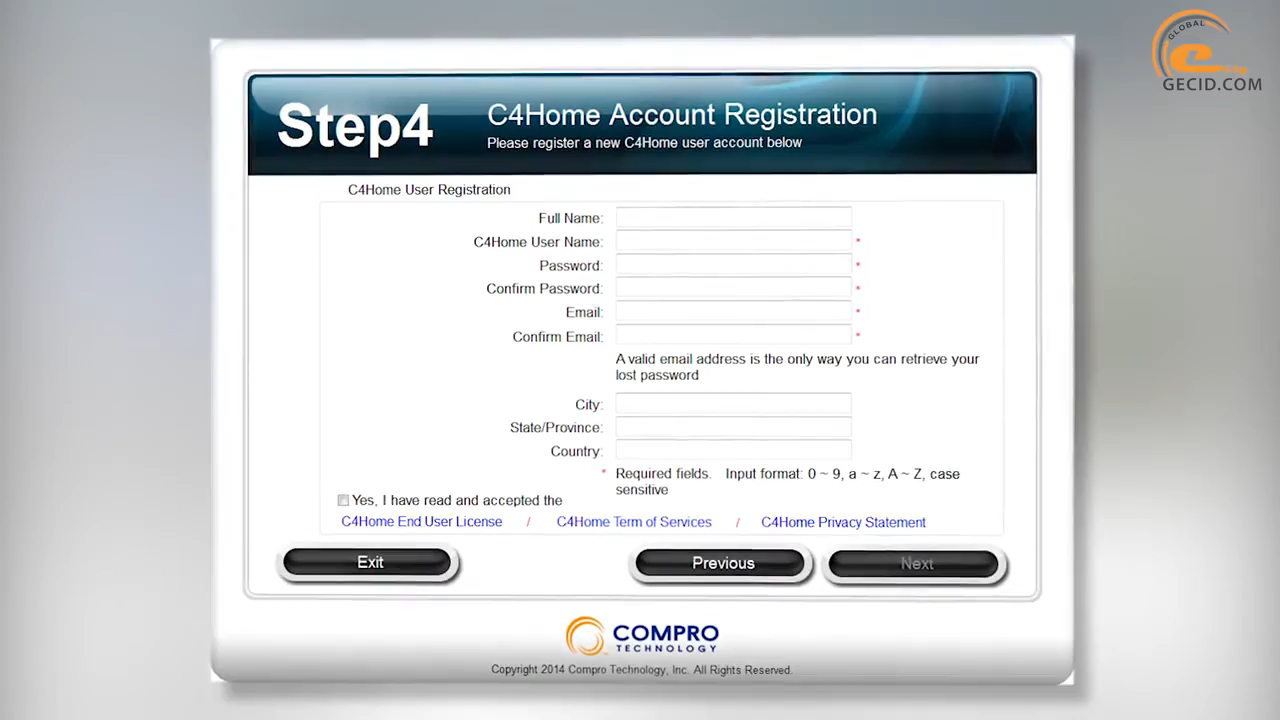 GLOBAL
GECID.COM
Step4
C4Home Account Registration
Please register a new C4Home user account below
C4Home User Registration
Full Name:
C4Home User Name: *
Password: *
Confirm Password: *
Email: *
Confirm Email: *
A valid email address is the only way you can retrieve your
lost password
City:
State/Province:
Country:
* Required fields. Input format: 0 ~ 9, a ~ z, A ~ Z, case
sensitive
Yes, I have read and accepted the
C4Home End User License / C4Home Term of Services / C4Home Privacy Statement
Exit Previous Next
COMPRO
TECHNOLOGY
Copyright 2014 Compro Technology, Inc. All Rights Reserved.